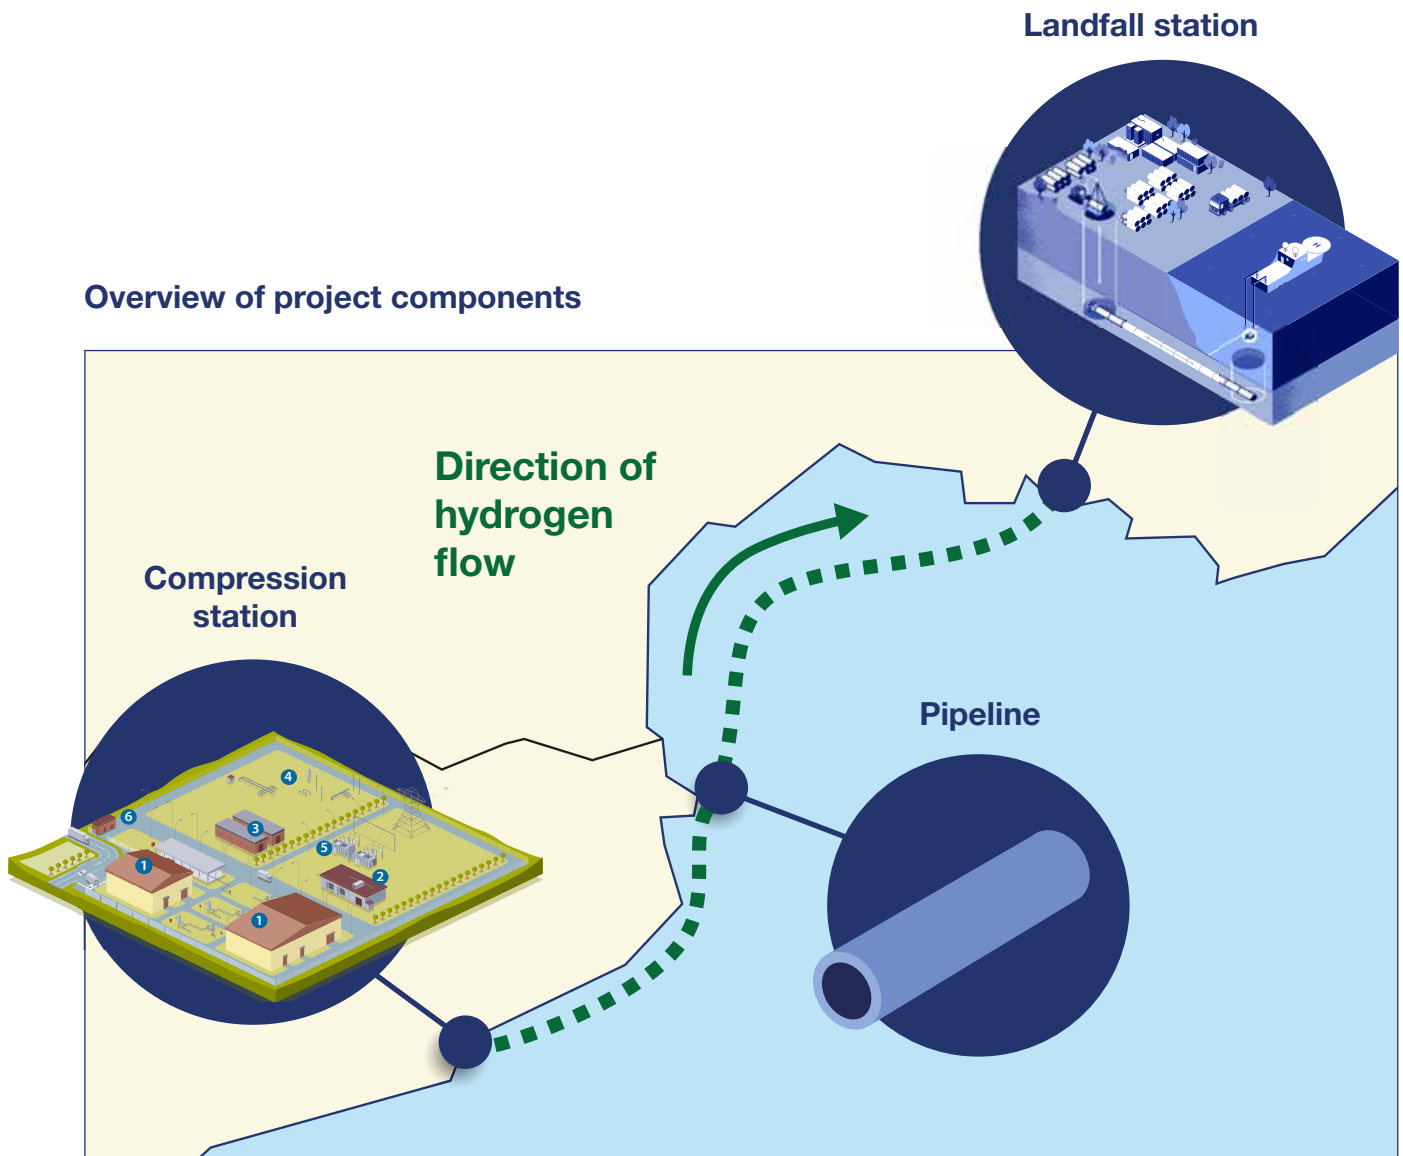 Landfall station
H
Overview of project components
Direction of
hydrogen
flow
Compression
station
Pipeline
4
6
3
5
1
2
1